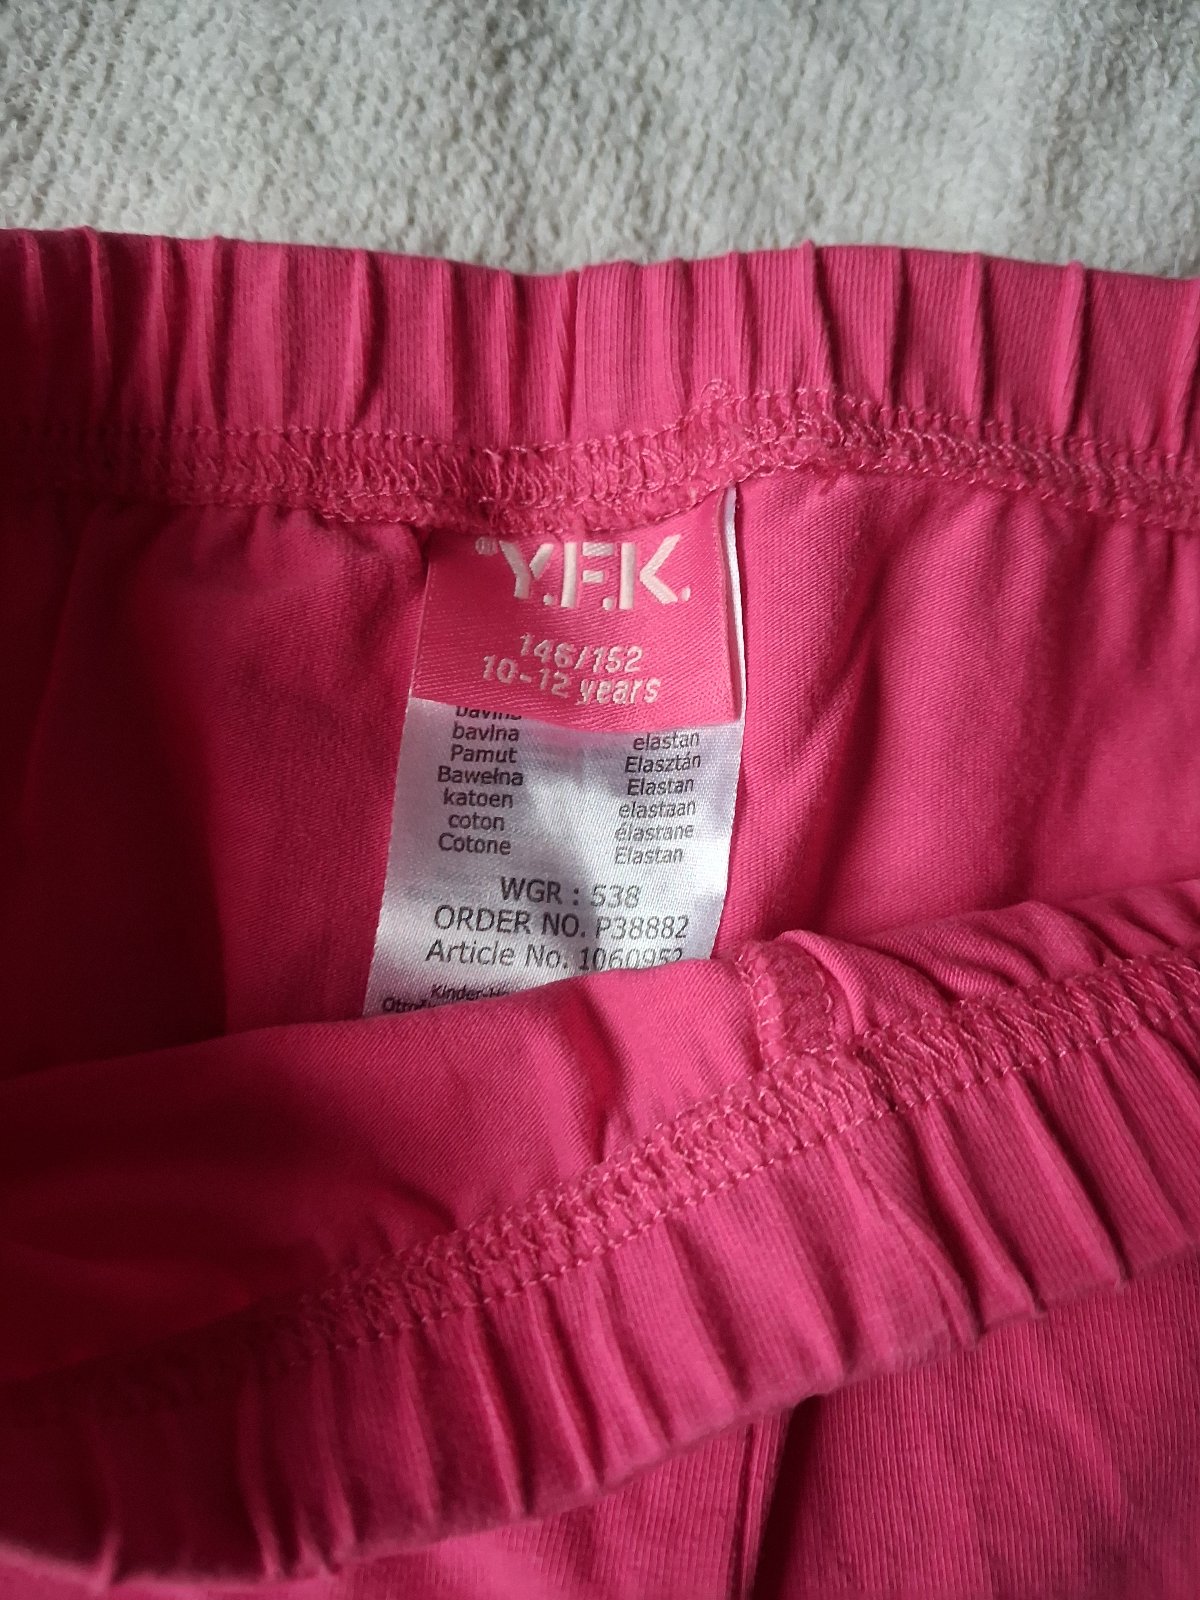 Y.F.K.
146/152
10-12 years
bavlna elastan
Pamut Elasztán
Bawełna Elastan
katoen elastaan
coton élastane
Cotone Elastan
WGR : 538
ORDER NO. P38882
Article No. 1060952
Kinder-